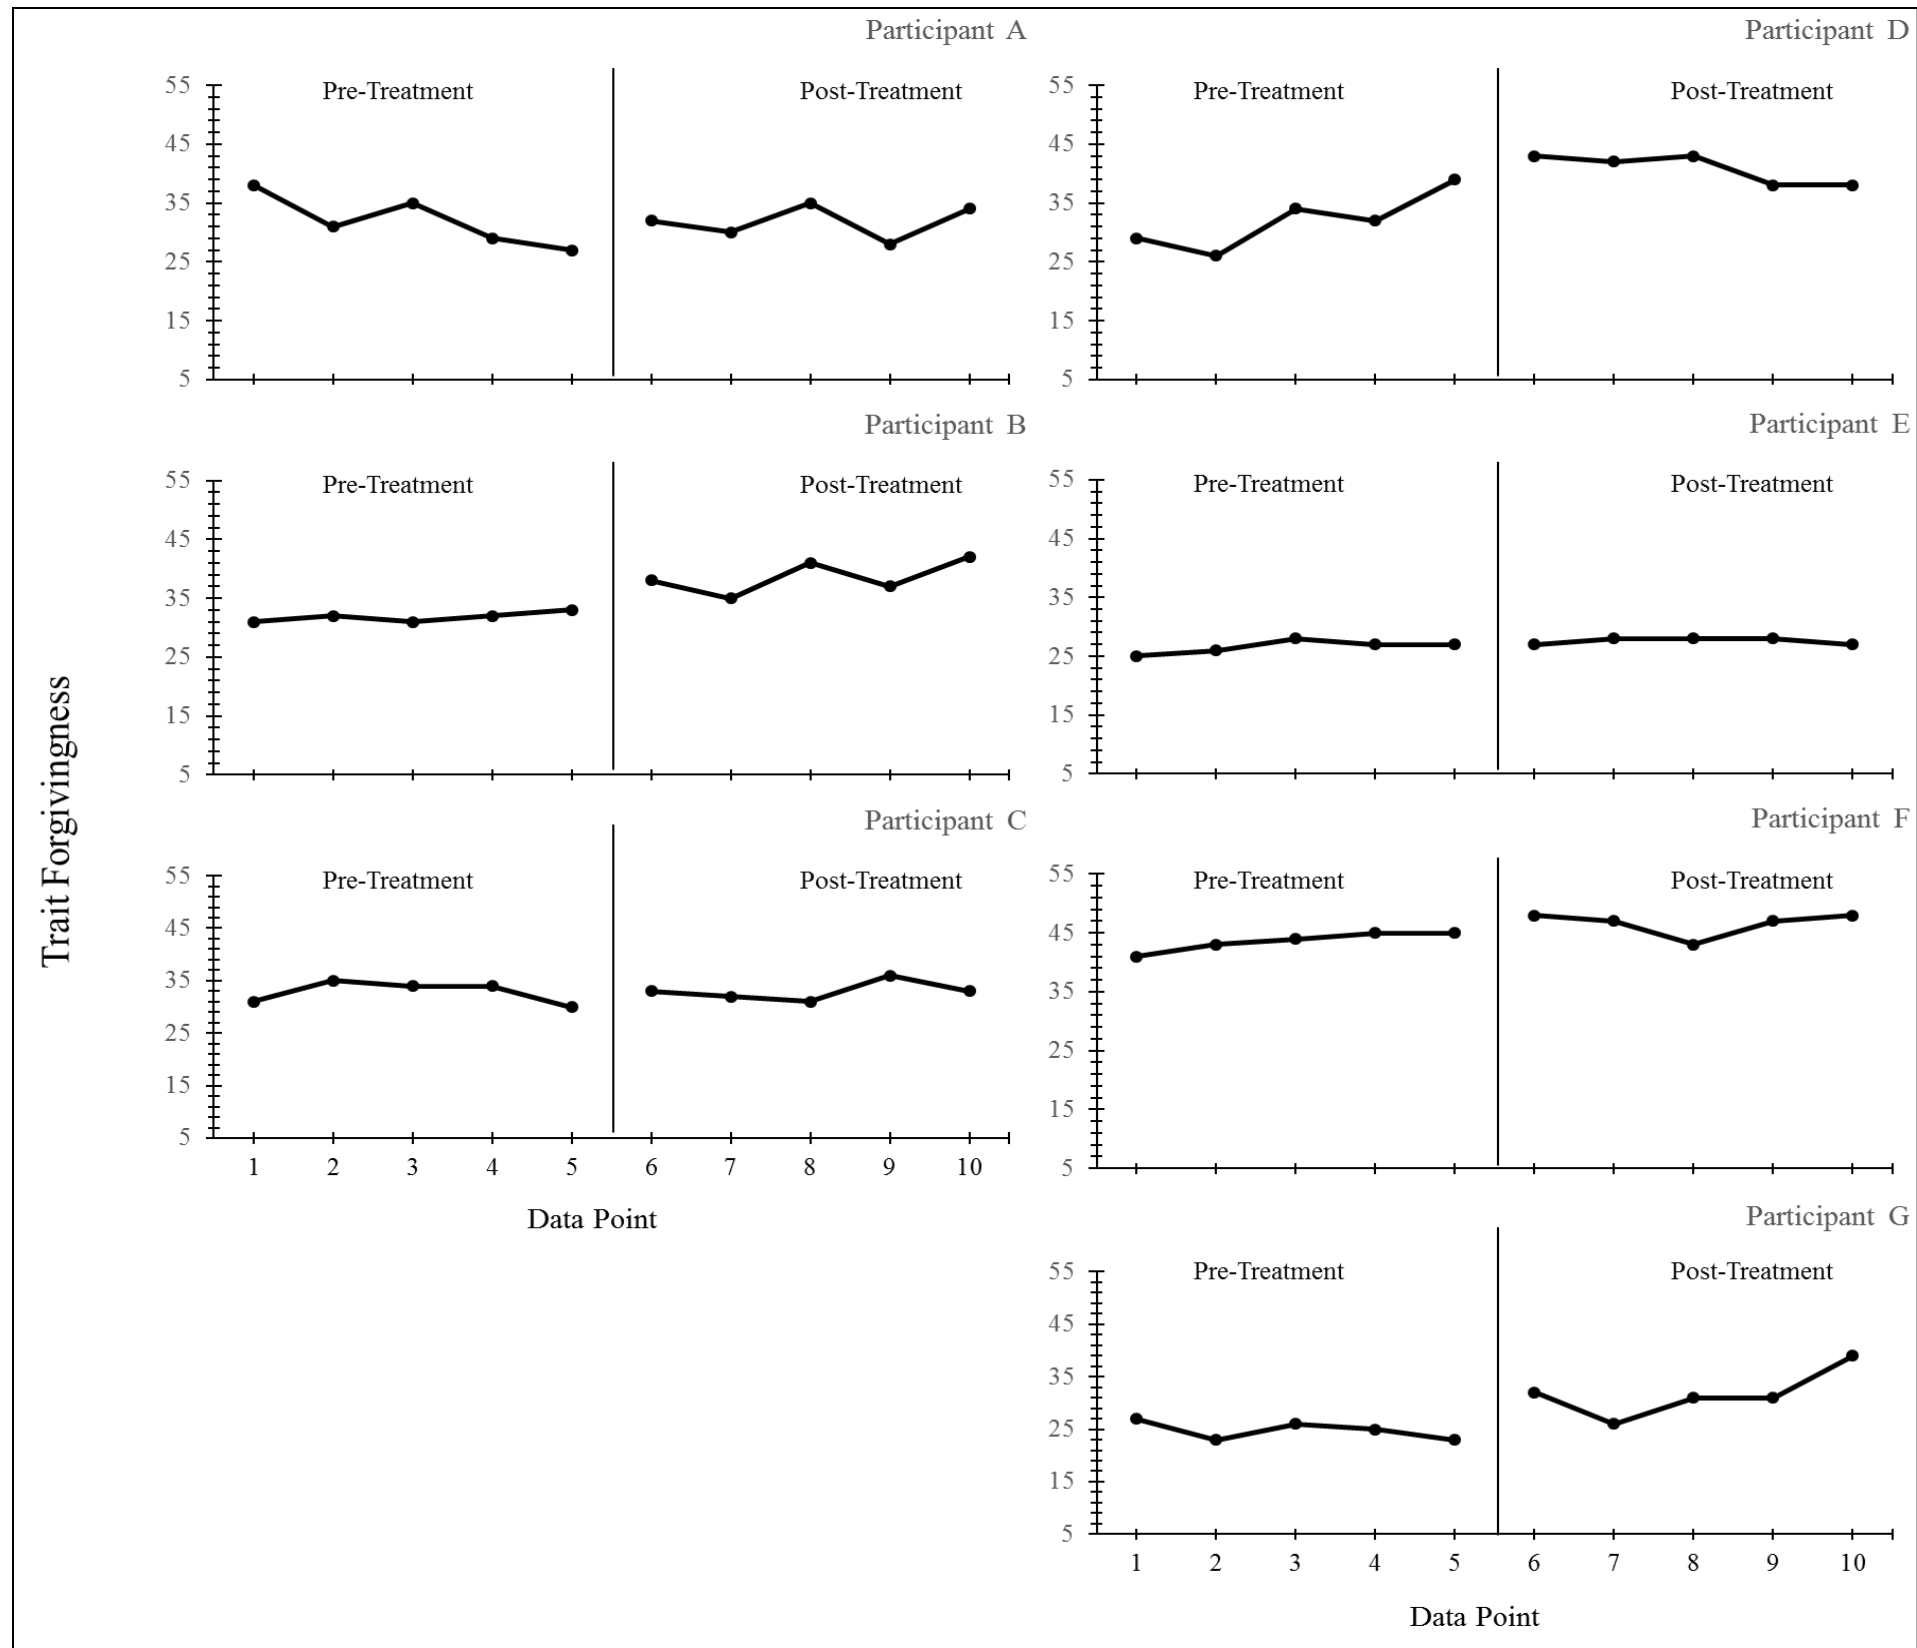 Participant A
Pre-Treatment
Post-Treatment
55
45
35
25
15
5
Participant B
Pre-Treatment
Post-Treatment
55
45
35
25
15
5
Participant C
Pre-Treatment
Post-Treatment
55
45
35
25
15
5
1 2 3 4 5 6 7 8 9 10
Data Point
Trait Forgivingness
Participant D
Pre-Treatment
Post-Treatment
55
45
35
25
15
5
Participant E
Pre-Treatment
Post-Treatment
55
45
35
25
15
5
Participant F
Pre-Treatment
Post-Treatment
55
45
35
25
15
5
Participant G
Pre-Treatment
Post-Treatment
55
45
35
25
15
5
1 2 3 4 5 6 7 8 9 10
Data Point